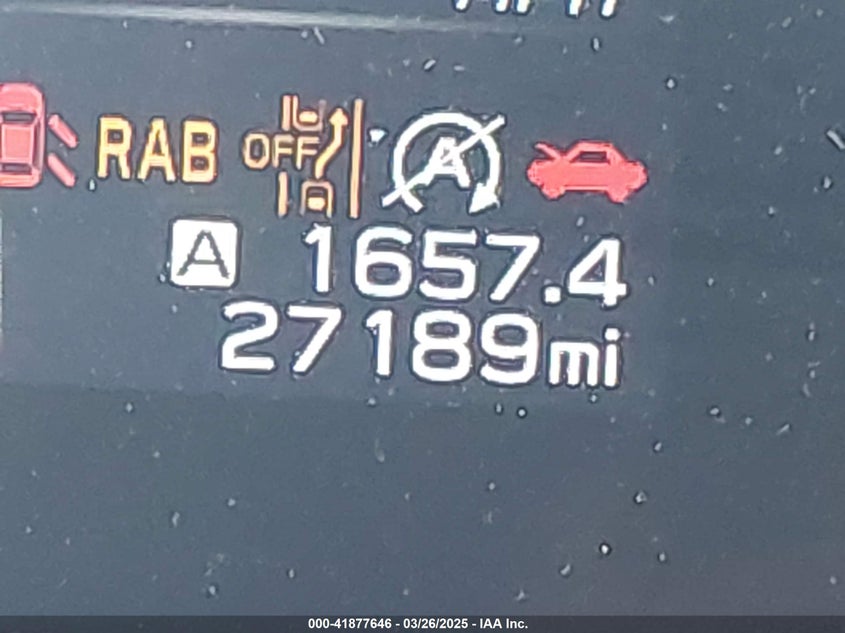 RAB OFF A
A 1657.4
27189mi
000-41877646 - 03/26/2025 - IAA Inc.